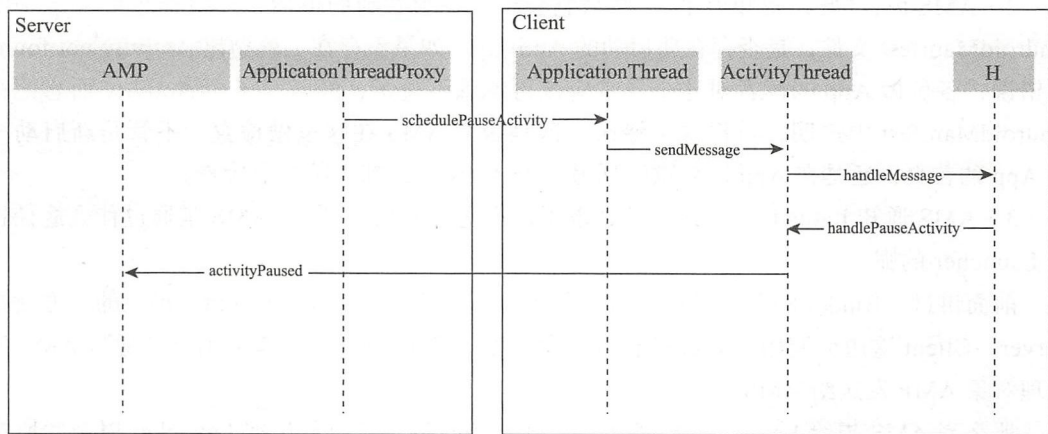 Server
Client
AMP
ApplicationThreadProxy
ApplicationThread
ActivityThread
H
schedulePauseActivity
sendMessage
handleMessage
handlePauseActivity
activityPaused